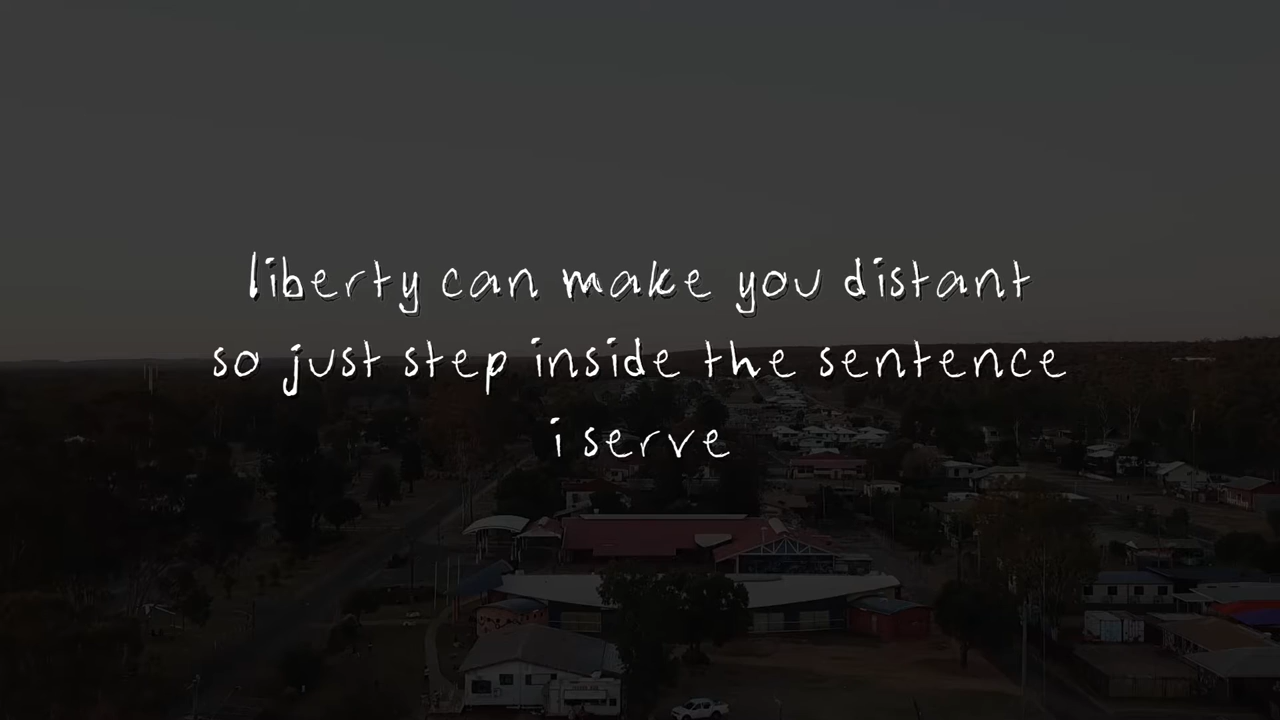 liberty can make you distant
so just step inside the sentence
i serve